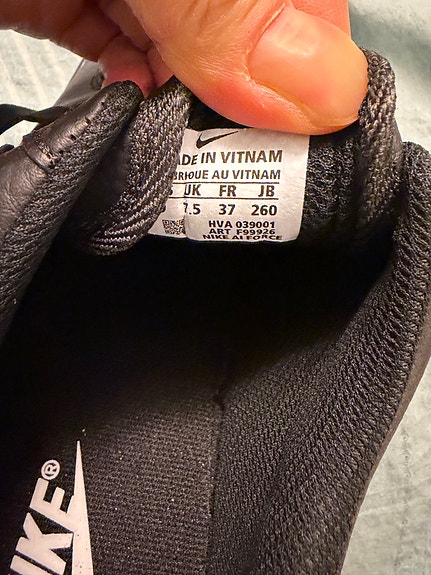 ADE IN VITNAM
BRIOUE AU VITNAM
UK FR JB
7.5 37 260
HVA 039001
ART F99926
NIKE AI FORCE
IKE®